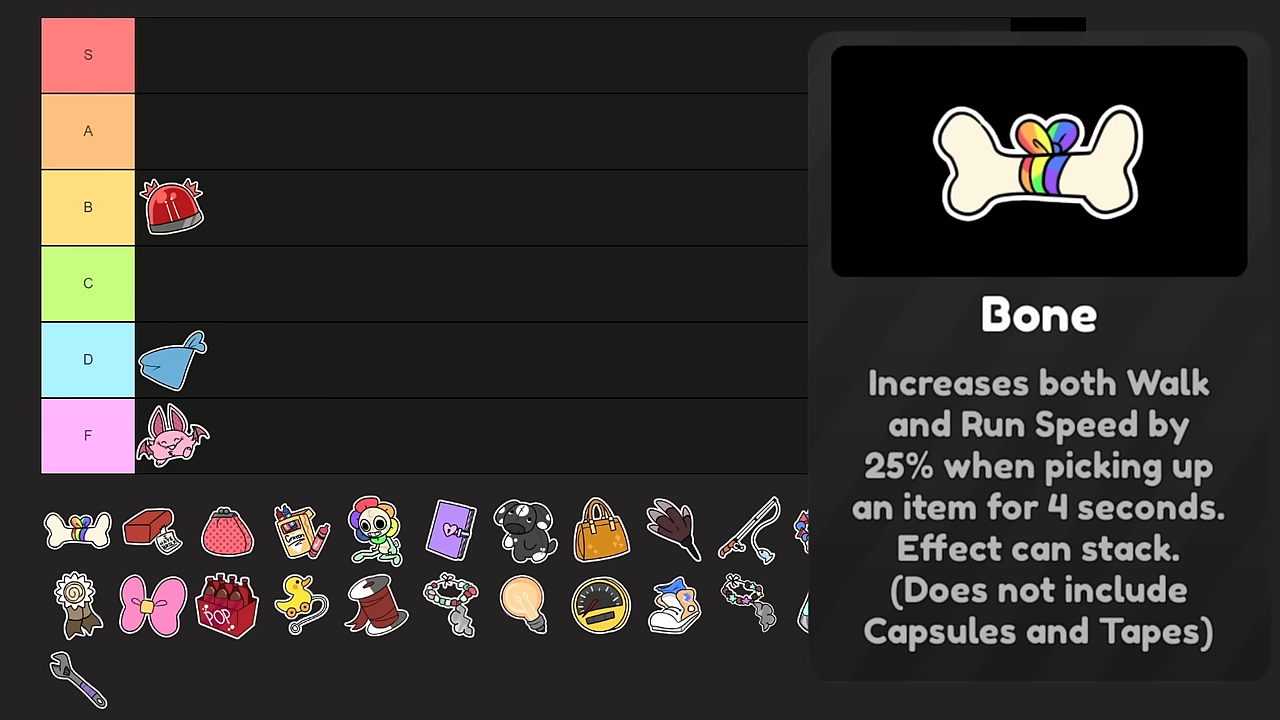 S
A
B
C
D
F
POP
Bone
Increases both Walk
and Run Speed by
25% when picking up
an item for 4 seconds.
Effect can stack.
(Does not include
Capsules and Tapes)